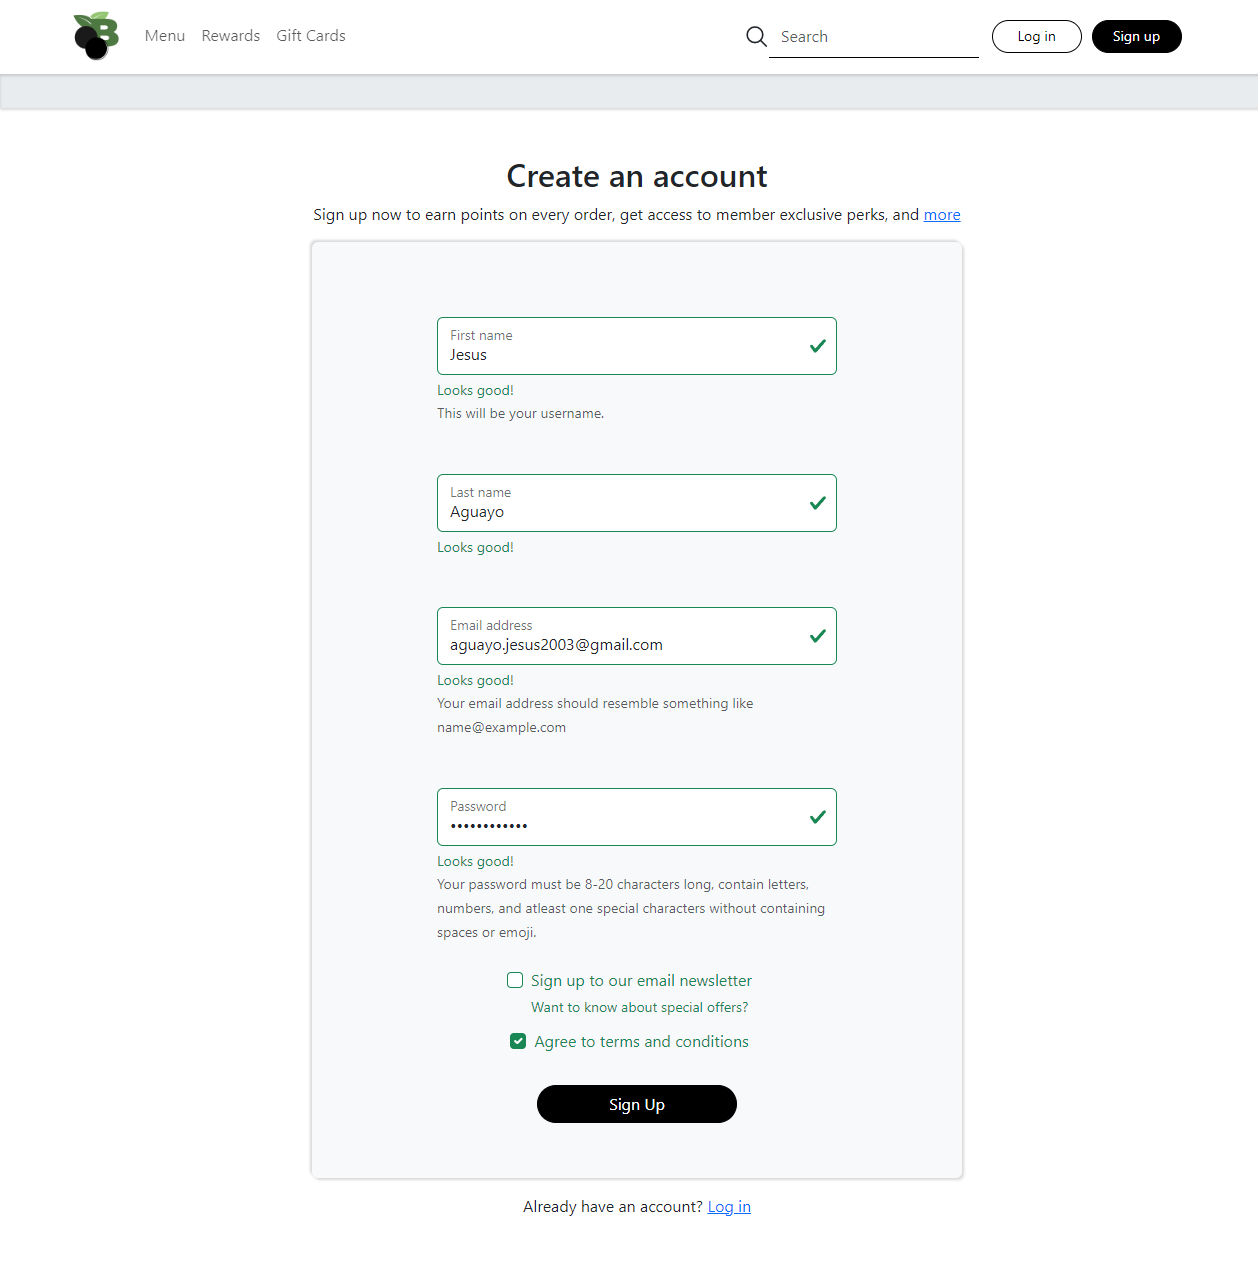 B
Menu Rewards Gift Cards Search Log in Sign up
Create an account
Sign up now to earn points on every order, get access to member exclusive perks, and more
First name
Jesus
Looks good!
This will be your username.
Last name
Aguayo
Looks good!
Email address
aguayo.jesus2003@gmail.com
Looks good!
Your email address should resemble something like
name@example.com
Password
••••••••••••
Looks good!
Your password must be 8-20 characters long, contain letters,
numbers, and atleast one special characters without containing
spaces or emoji.
Sign up to our email newsletter
Want to know about special offers?
Agree to terms and conditions
Sign Up
Already have an account? Log in